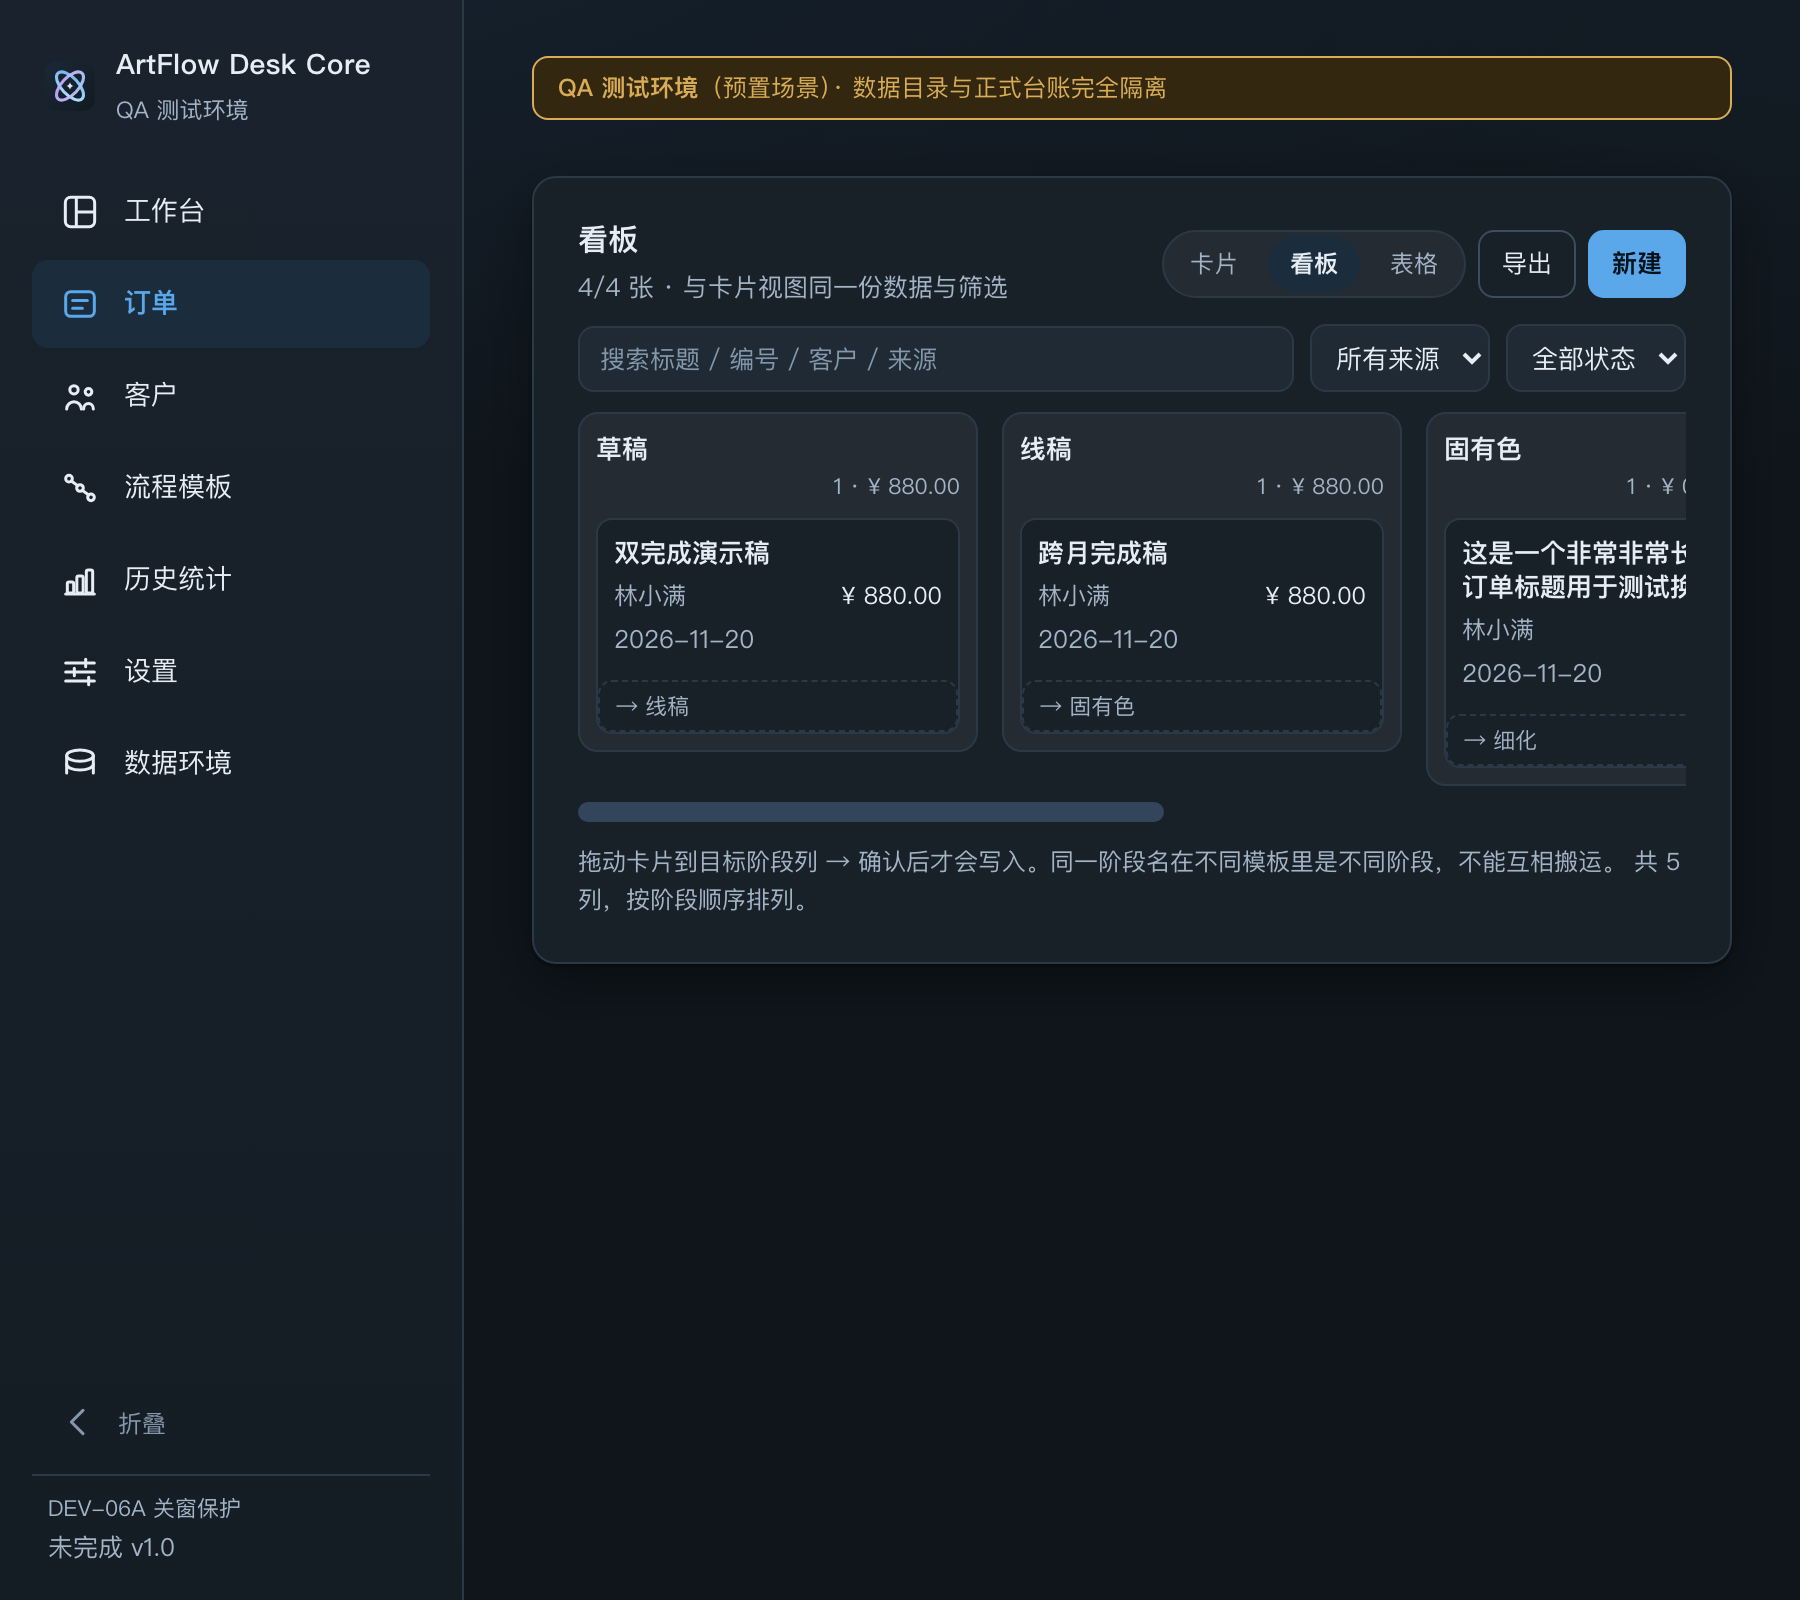 ArtFlow Desk Core
QA 测试环境
工作台
订单
客户
流程模板
历史统计
设置
数据环境
折叠
DEV-06A 关窗保护
未完成 v1.0
QA 测试环境（预置场景）· 数据目录与正式台账完全隔离
看板
4/4 张 · 与卡片视图同一份数据与筛选
卡片
看板
表格
导出
新建
搜索标题 / 编号 / 客户 / 来源
所有来源
全部状态
草稿
1 · ¥ 880.00
双完成演示稿
林小满 ¥ 880.00
2026-11-20
→ 线稿
线稿
1 · ¥ 880.00
跨月完成稿
林小满 ¥ 880.00
2026-11-20
→ 固有色
固有色
1 · ¥
这是一个非常非常长
订单标题用于测试换
林小满
2026-11-20
→ 细化
拖动卡片到目标阶段列 → 确认后才会写入。同一阶段名在不同模板里是不同阶段，不能互相搬运。 共 5
列，按阶段顺序排列。